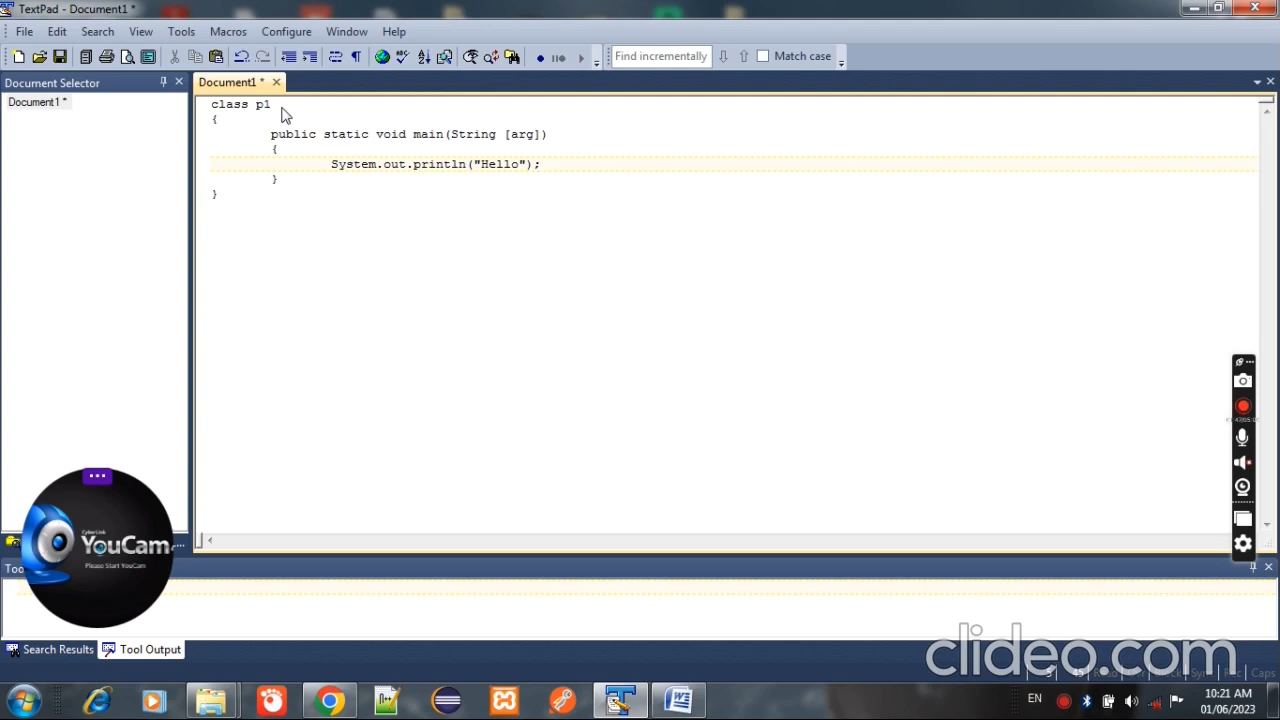 TextPad - Document1 *
File Edit Search View Tools Macros Configure Window Help
Find incrementally Match case
Document Selector
Document1 *
Document1 *
class p1
{
public static void main(String [arg])
{
System.out.println("Hello");
}
}
CyberLink
YouCam
Please Start YouCam
Search Results Tool Output
clideo.com
EN
10:21 AM
01/06/2023